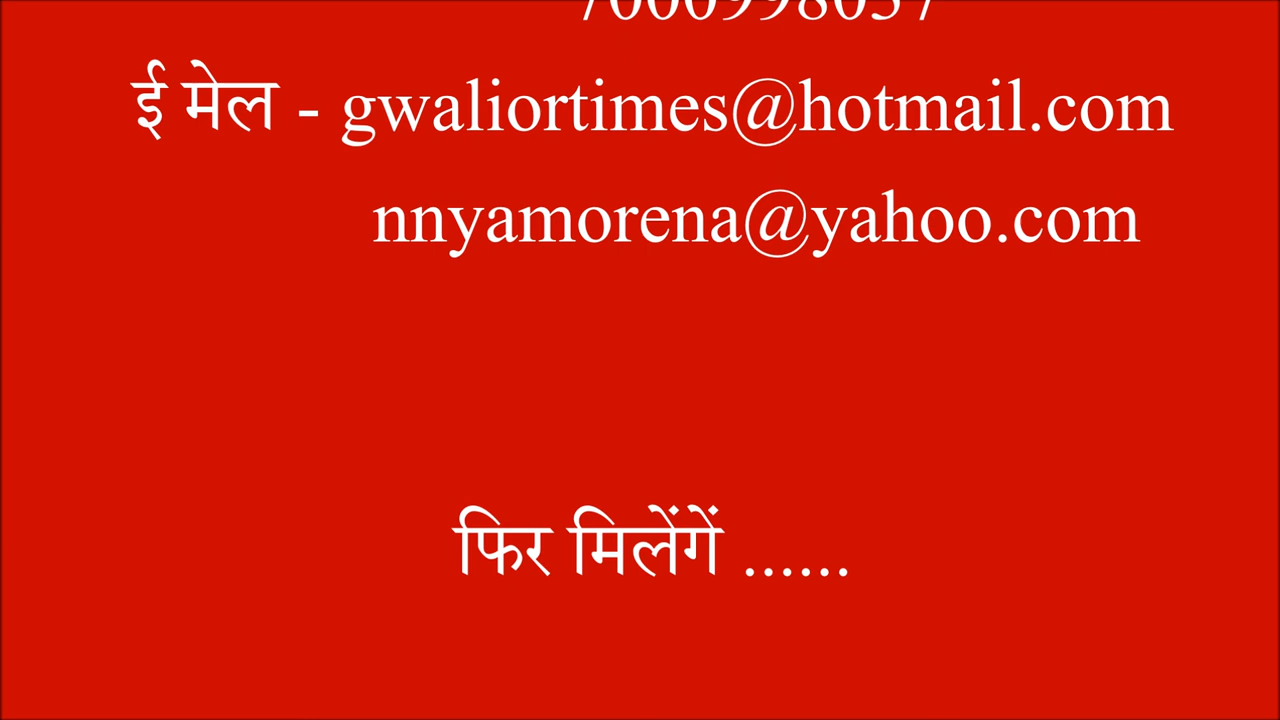 ई मेल - gwaliortimes@hotmail.com
nnyamorena@yahoo.com
फिर मिलेंगें ......